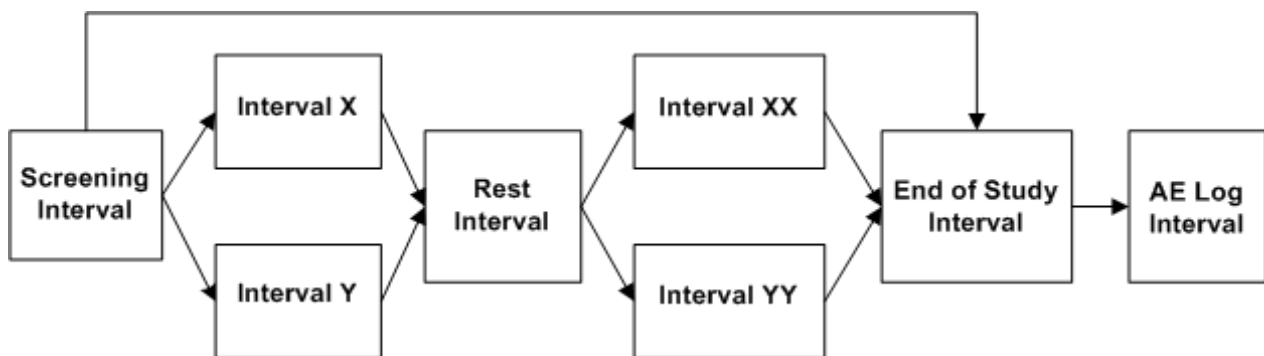 Screening
Interval
Interval X
Interval Y
Rest
Interval
Interval XX
Interval YY
End of Study
Interval
AE Log
Interval